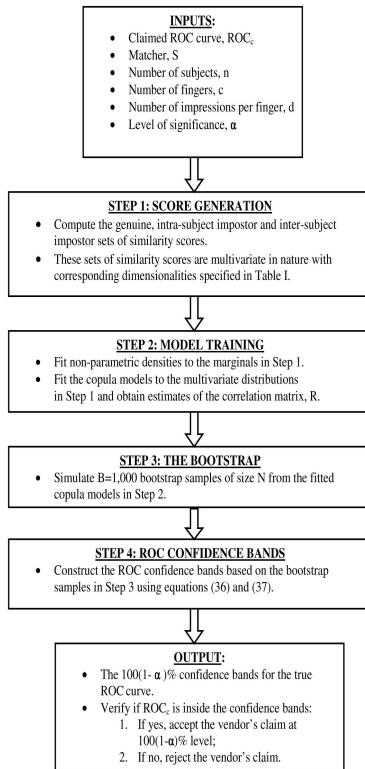 INPUTS:
• Claimed ROC curve, ROCc
• Matcher, S
• Number of subjects, n
• Number of fingers, c
• Number of impressions per finger, d
• Level of significance, α
STEP 1: SCORE GENERATION
• Compute the genuine, intra-subject impostor and inter-subject
impostor sets of similarity scores.
• These sets of similarity scores are multivariate in nature with
corresponding dimensionalities specified in Table I.
STEP 2: MODEL TRAINING
• Fit non-parametric densities to the marginals in Step 1.
• Fit the copula models to the multivariate distributions
in Step 1 and obtain estimates of the correlation matrix, R.
STEP 3: THE BOOTSTRAP
• Simulate B=1,000 bootstrap samples of size N from the fitted
copula models in Step 2.
STEP 4: ROC CONFIDENCE BANDS
• Construct the ROC confidence bands based on the bootstrap
samples in Step 3 using equations (36) and (37).
OUTPUT:
• The 100(1- α )% confidence bands for the true
ROC curve.
• Verify if ROCc is inside the confidence bands:
1. If yes, accept the vendor's claim at
100(1-α)% level;
2. If no, reject the vendor's claim.